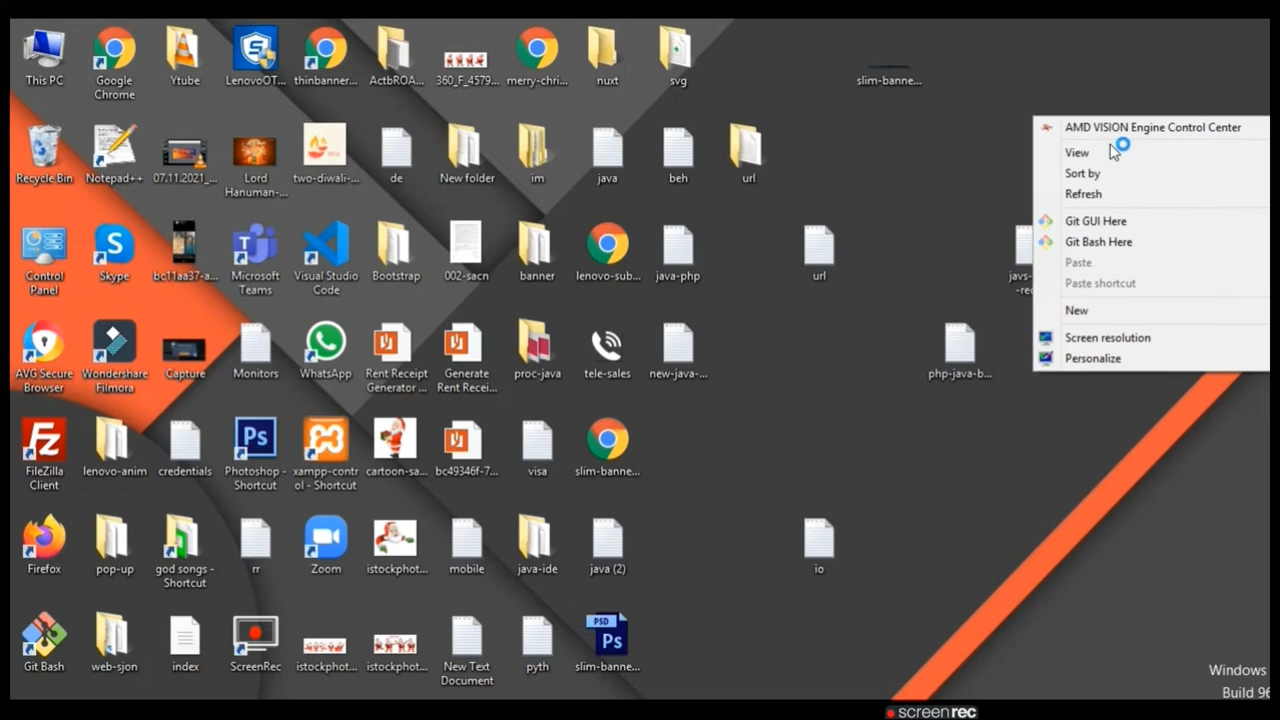 This PC
Google
Chrome
Ytube
LenovoOT...
thinbanner...
ActbROA...
360_F_4579...
merry-chri...
nuxt
svg
slim-banne...
Recycle Bin
Notepad++
07.11.2021_...
Lord
Hanuman-...
two-diwali-...
de
New folder
im
java
beh
url
Control
Panel
Skype
bc11aa37-a...
Microsoft
Teams
Visual Studio
Code
Bootstrap
002-sacn
banner
lenovo-sub...
java-php
url
javs-
-rec
AVG Secure
Browser
Wondershare
Filmora
Capture
Monitors
WhatsApp
Rent Receipt
Generator ...
Generate
Rent Recei...
proc-java
tele-sales
new-java-...
php-java-b...
FileZilla
Client
lenovo-anim
credentials
Photoshop -
Shortcut
xampp-contr
ol - Shortcut
cartoon-sa...
bc49346f-7...
visa
slim-banne...
Firefox
pop-up
god songs -
Shortcut
rr
Zoom
istockphot...
mobile
java-ide
java (2)
io
Git Bash
web-sjon
index
ScreenRec
istockphot...
istockphot...
New Text
Document
pyth
PSD
Ps
slim-banne...
AMD VISION Engine Control Center
View
Sort by
Refresh
Git GUI Here
Git Bash Here
Paste
Paste shortcut
New
Screen resolution
Personalize
Windows
Build 96
screenrec